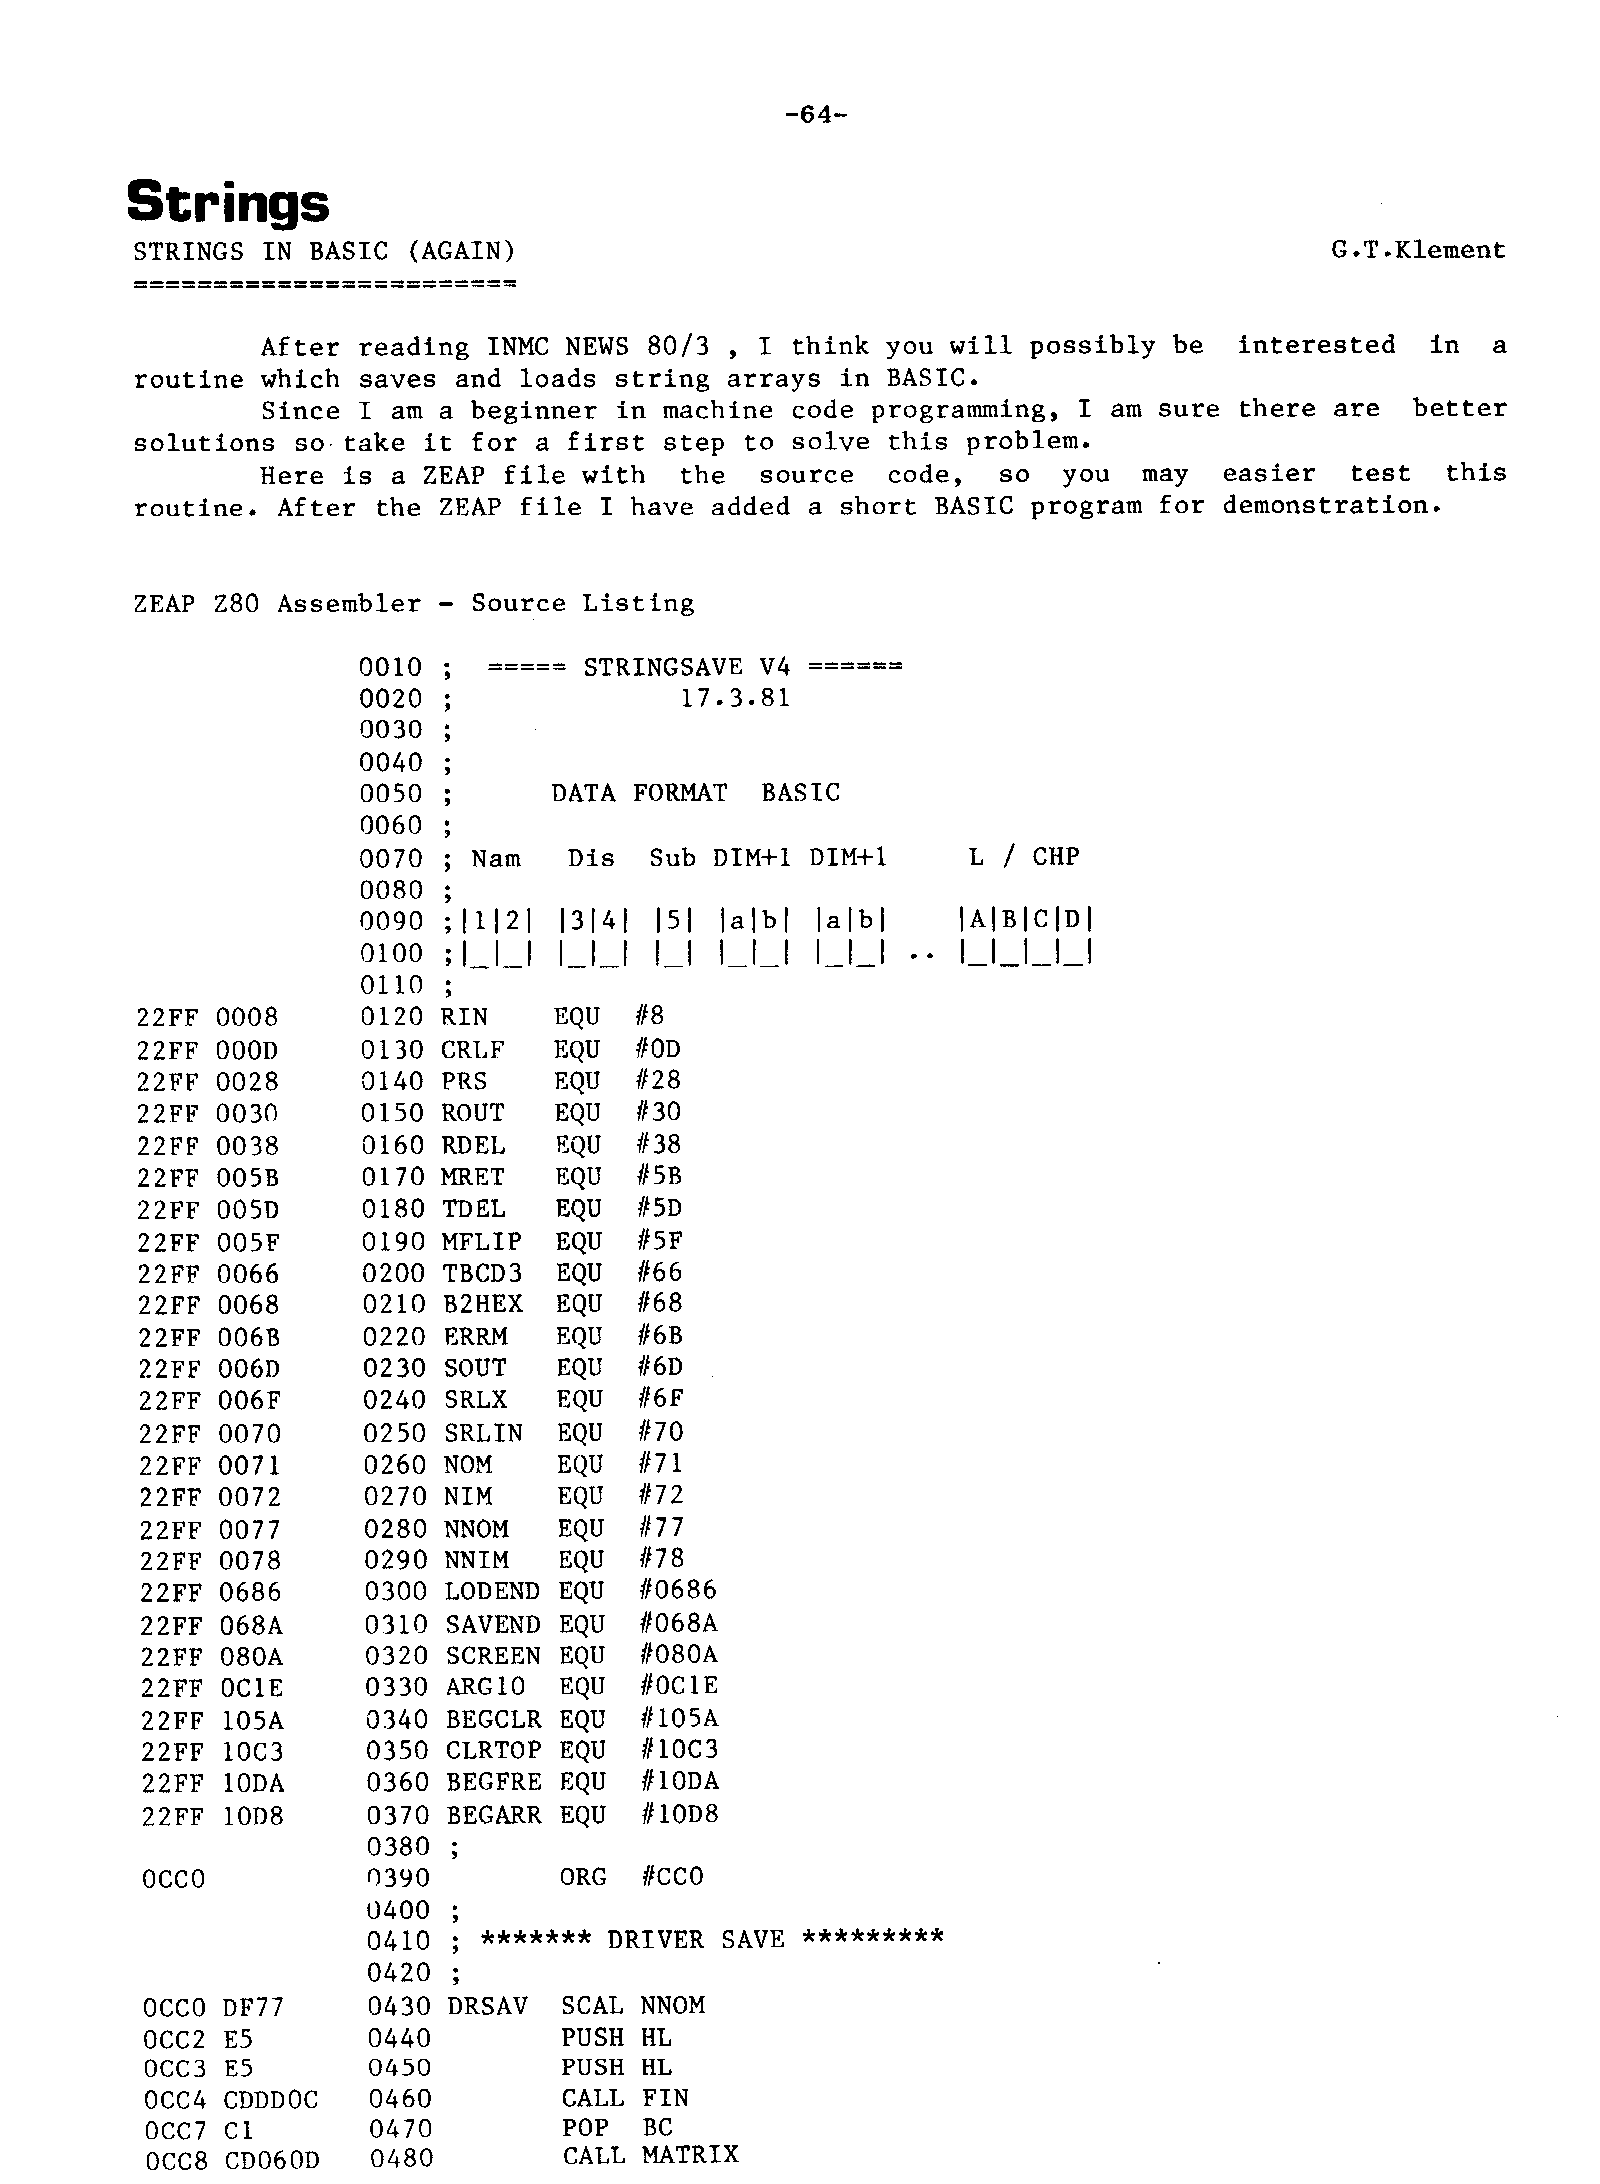 -64-
Strings
STRINGS IN BASIC (AGAIN)                                G.T.Klement
========================
        After reading INMC NEWS 80/3 , I think you will possibly be interested in a
routine which saves and loads string arrays in BASIC.
        Since I am a beginner in machine code programming, I am sure there are better
solutions so take it for a first step to solve this problem.
        Here is a ZEAP file with the source code, so you may easier test this
routine. After the ZEAP file I have added a short BASIC program for demonstration.
ZEAP Z80 Assembler - Source Listing
              0010 ;  ===== STRINGSAVE V4 ======
              0020 ;              17.3.81
              0030 ;
              0040 ;
              0050 ;      DATA FORMAT  BASIC
              0060 ;
              0070 ; Nam   Dis  Sub DIM+1 DIM+1     L / CHP
              0080 ;
              0090 ;|1|2|  |3|4|  |5|  |a|b|  |a|b|     |A|B|C|D|
              0100 ;|_|_|  |_|_|  |_|  |_|_|  |_|_| ..  |_|_|_|_|
              0110 ;
22FF 0008     0120 RIN    EQU  #8
22FF 000D     0130 CRLF   EQU  #0D
22FF 0028     0140 PRS    EQU  #28
22FF 0030     0150 ROUT   EQU  #30
22FF 0038     0160 RDEL   EQU  #38
22FF 005B     0170 MRET   EQU  #5B
22FF 005D     0180 TDEL   EQU  #5D
22FF 005F     0190 MFLIP  EQU  #5F
22FF 0066     0200 TBCD3  EQU  #66
22FF 0068     0210 B2HEX  EQU  #68
22FF 006B     0220 ERRM   EQU  #6B
22FF 006D     0230 SOUT   EQU  #6D
22FF 006F     0240 SRLX   EQU  #6F
22FF 0070     0250 SRLIN  EQU  #70
22FF 0071     0260 NOM    EQU  #71
22FF 0072     0270 NIM    EQU  #72
22FF 0077     0280 NNOM   EQU  #77
22FF 0078     0290 NNIM   EQU  #78
22FF 0686     0300 LODEND EQU  #0686
22FF 068A     0310 SAVEND EQU  #068A
22FF 080A     0320 SCREEN EQU  #080A
22FF 0C1E     0330 ARG10  EQU  #0C1E
22FF 105A     0340 BEGCLR EQU  #105A
22FF 10C3     0350 CLRTOP EQU  #10C3
22FF 10DA     0360 BEGFRE EQU  #10DA
22FF 10D8     0370 BEGARR EQU  #10D8
              0380 ;
0CC0          0390        ORG  #CC0
              0400 ;
              0410 ; ******* DRIVER SAVE *********
              0420 ;
0CC0 DF77     0430 DRSAV  SCAL NNOM
0CC2 E5       0440        PUSH HL
0CC3 E5       0450        PUSH HL
0CC4 CDDD0C   0460        CALL FIN
0CC7 C1       0470        POP  BC
0CC8 CD060D   0480        CALL MATRIX